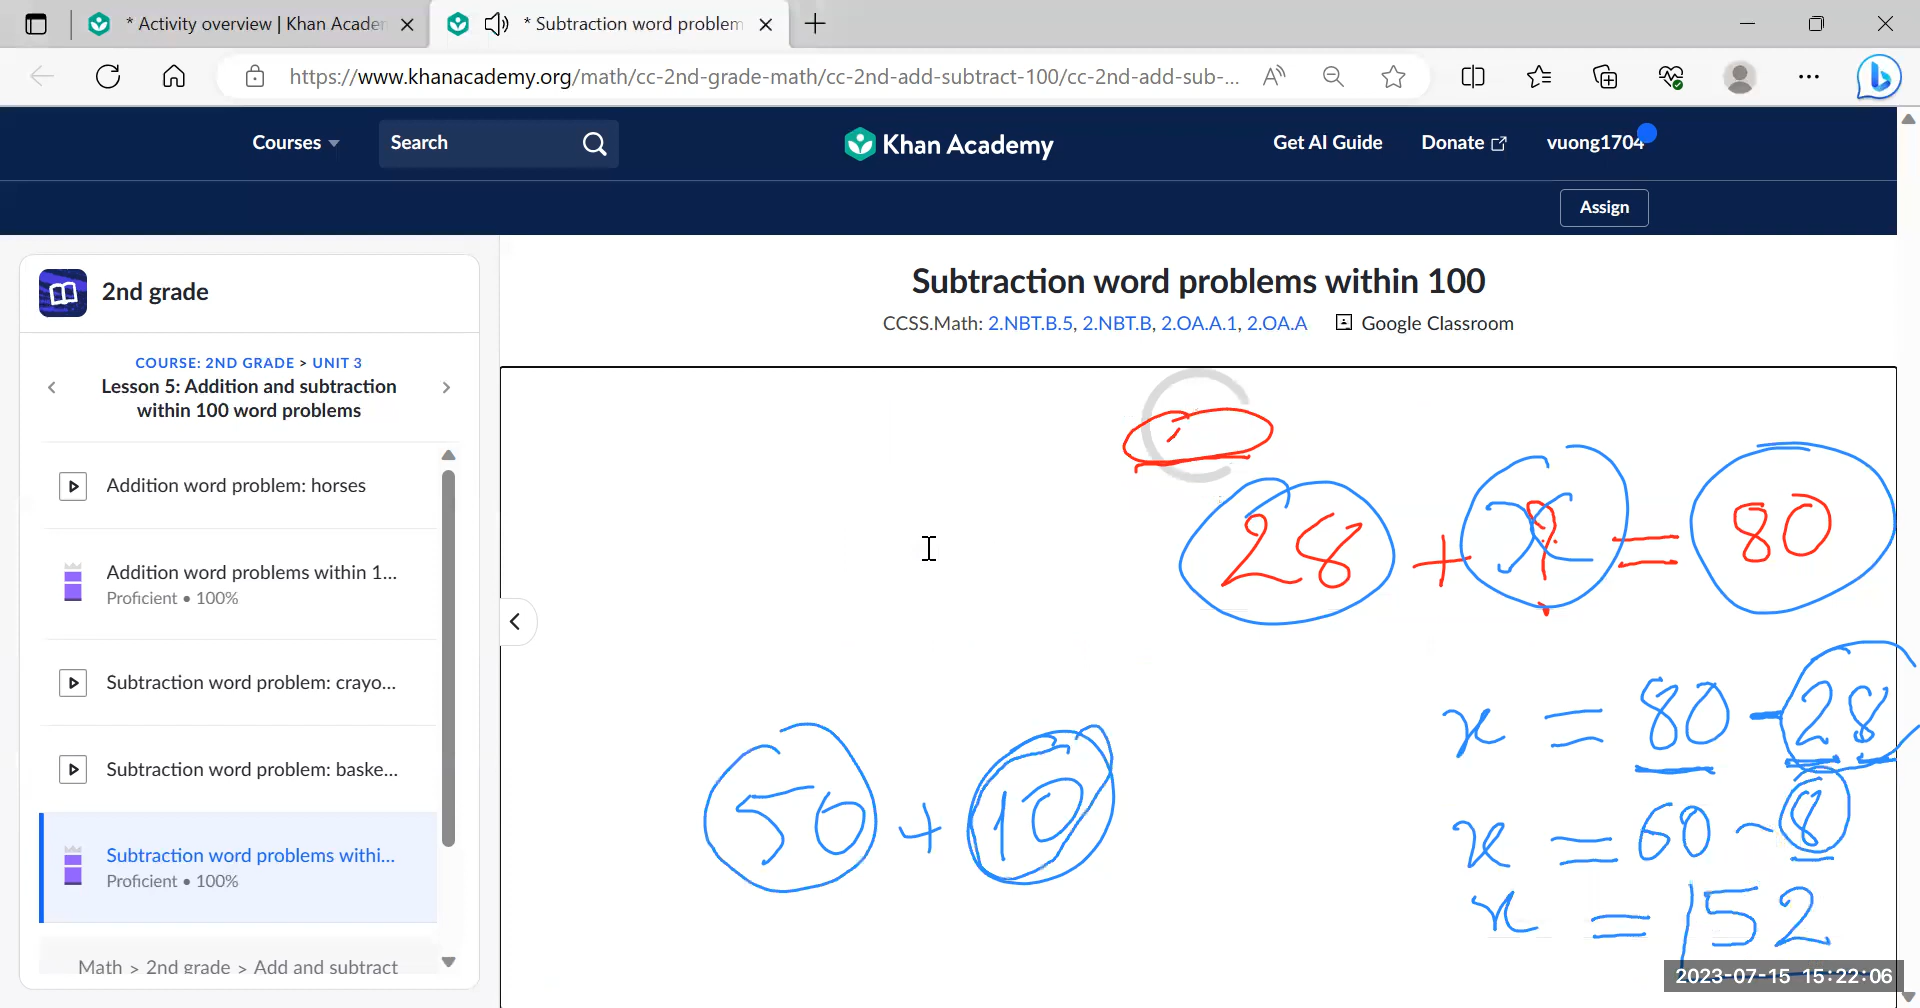 * Activity overview | Khan Acader
* Subtraction word problem
https://www.khanacademy.org/math/cc-2nd-grade-math/cc-2nd-add-subtract-100/cc-2nd-add-sub-...
Courses
Search
Khan Academy
Get AI Guide
Donate
vuong1704
Assign
2nd grade
COURSE: 2ND GRADE > UNIT 3
Lesson 5: Addition and subtraction
within 100 word problems
Addition word problem: horses
Addition word problems within 1...
Proficient • 100%
Subtraction word problem: crayo...
Subtraction word problem: baske...
Subtraction word problems withi...
Proficient • 100%
Math > 2nd grade > Add and subtract
Subtraction word problems within 100
CCSS.Math: 2.NBT.B.5, 2.NBT.B, 2.OA.A.1, 2.OA.A
Google Classroom
28 + x = 80
x = 80 - 28
50 + 10
x = 60 - 8
x = 52
2023-07-15 15:22:06